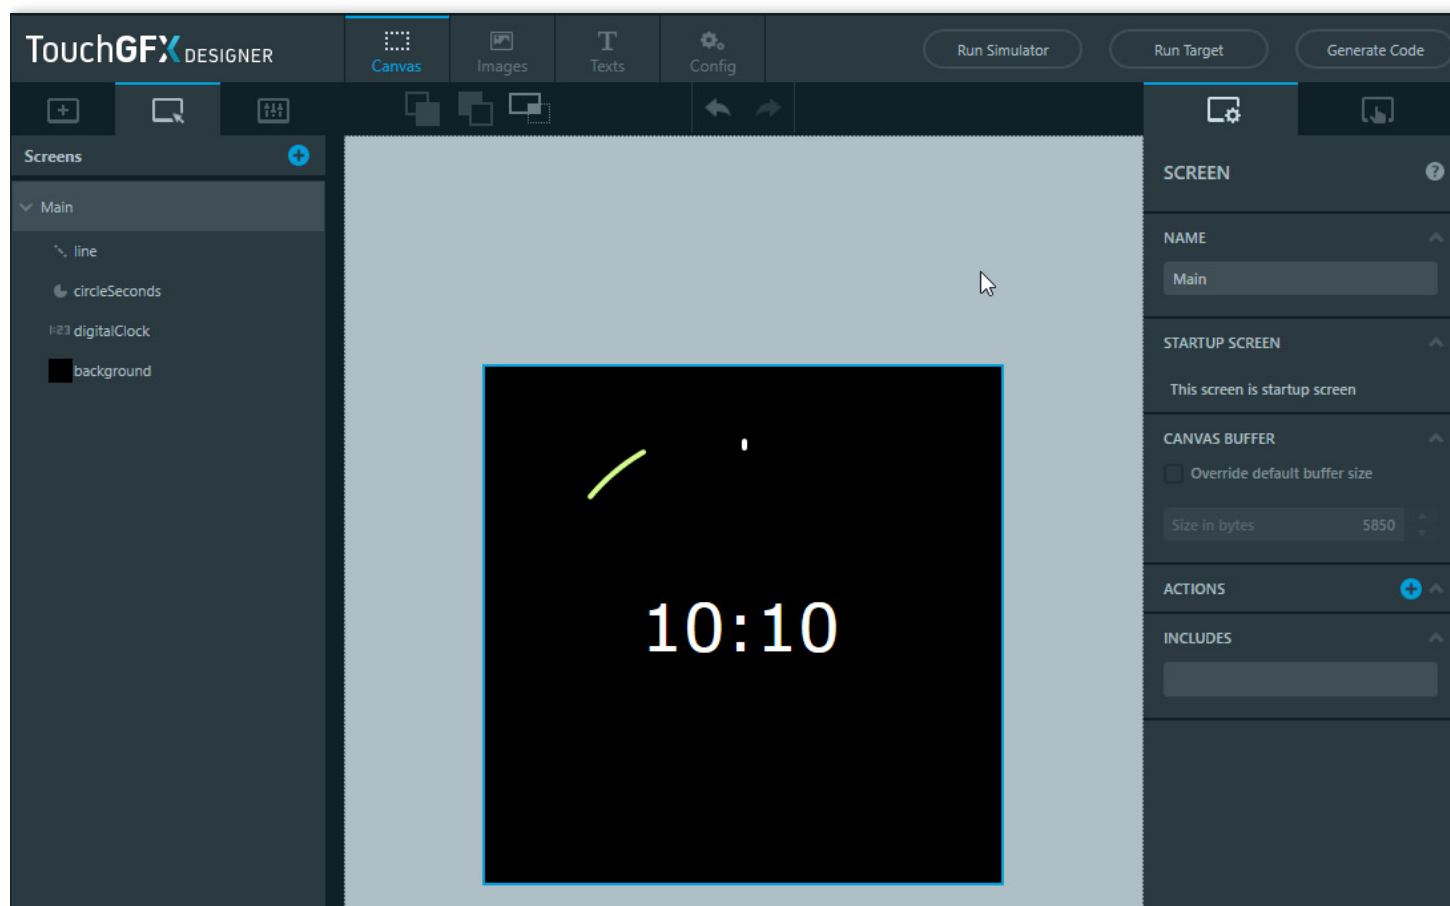 TouchGFX DESIGNER
Canvas
Images
Texts
Config
Run Simulator
Run Target
Generate Code
Screens
Main
line
circleSeconds
digitalClock
background
10:10
SCREEN
NAME
Main
STARTUP SCREEN
This screen is startup screen
CANVAS BUFFER
Override default buffer size
Size in bytes 5850
ACTIONS
INCLUDES